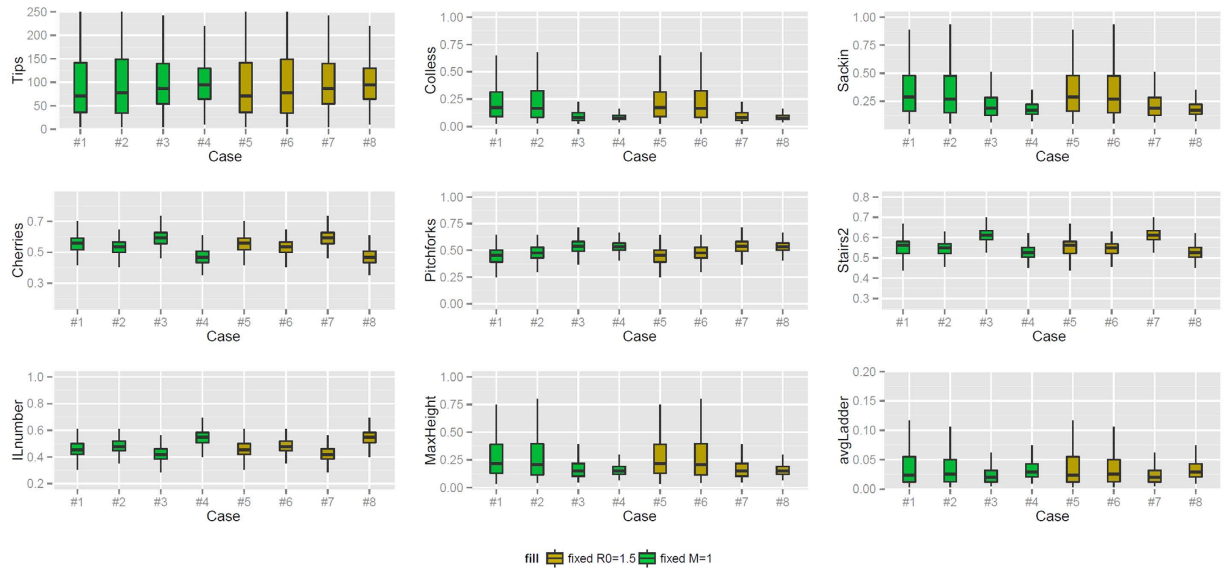 Tips
250
200
150
100
50
0
#1 #2 #3 #4 #5 #6 #7 #8
Case
Colless
1.00
0.75
0.50
0.25
0.00
#1 #2 #3 #4 #5 #6 #7 #8
Case
Sackin
1.00
0.75
0.50
0.25
#1 #2 #3 #4 #5 #6 #7 #8
Case
Cherries
0.7
0.5
0.3
#1 #2 #3 #4 #5 #6 #7 #8
Case
Pitchforks
1.00
0.75
0.50
0.25
0.00
#1 #2 #3 #4 #5 #6 #7 #8
Case
Stairs2
0.8
0.7
0.6
0.5
0.4
0.3
#1 #2 #3 #4 #5 #6 #7 #8
Case
ILnumber
1.0
0.8
0.6
0.4
0.2
#1 #2 #3 #4 #5 #6 #7 #8
Case
MaxHeight
1.00
0.75
0.50
0.25
0.00
#1 #2 #3 #4 #5 #6 #7 #8
Case
avgLadder
0.20
0.15
0.10
0.05
0.00
#1 #2 #3 #4 #5 #6 #7 #8
Case
fill fixed R0=1.5 fixed M=1